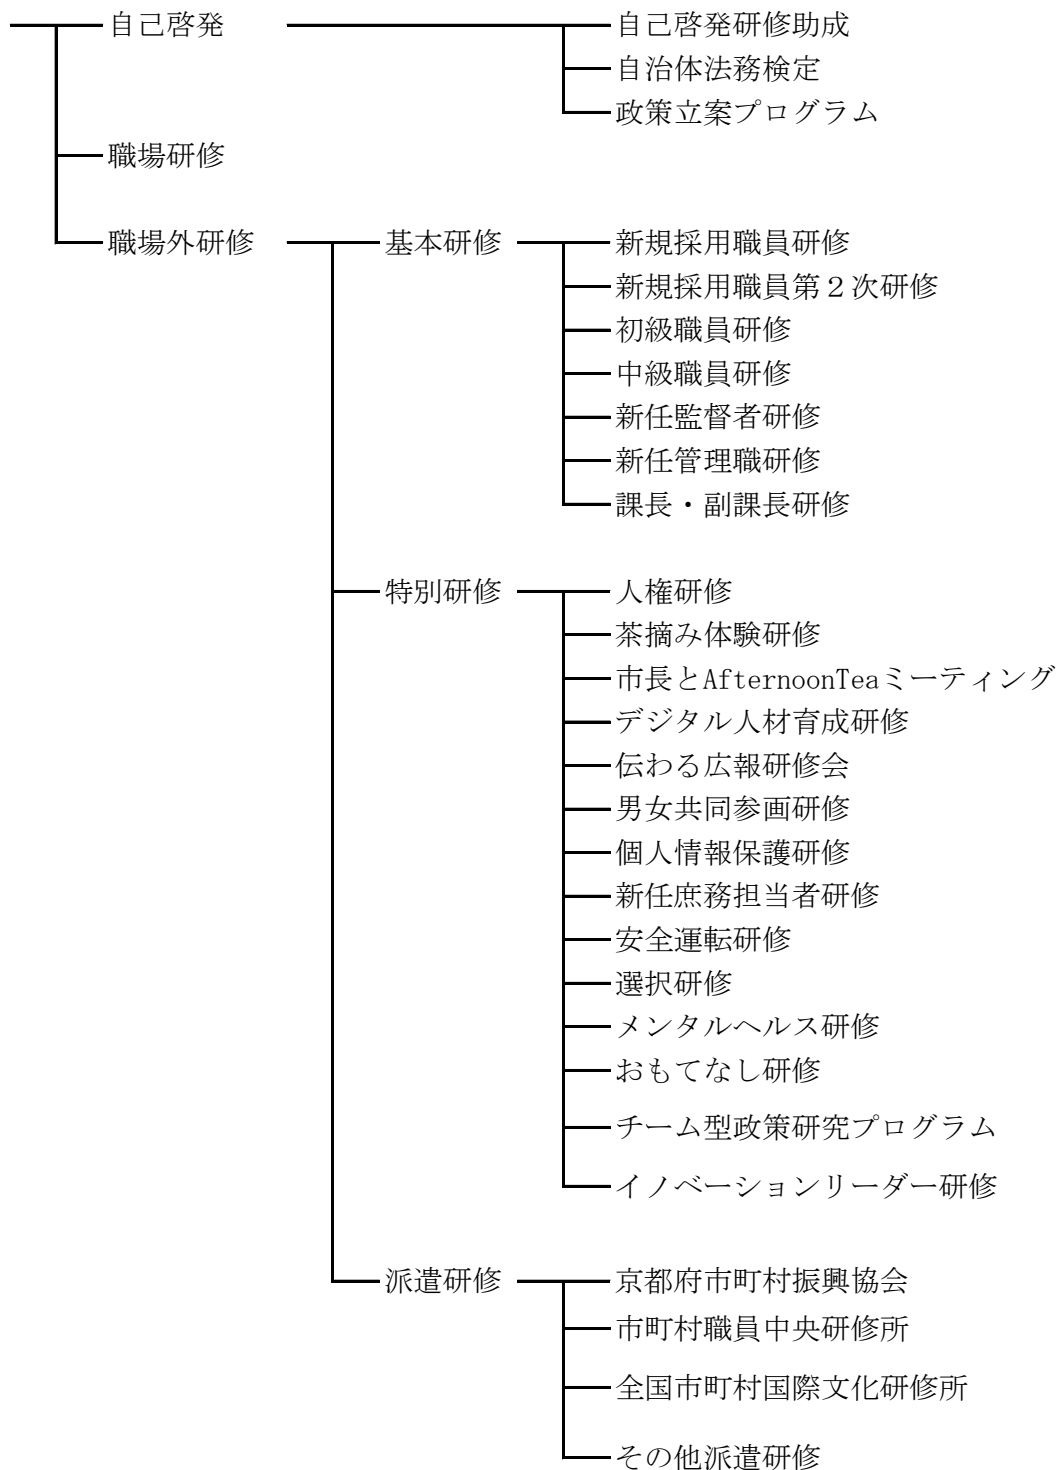 自己啓発 自己啓発研修助成
自治体法務検定
政策立案プログラム
職場研修
職場外研修 基本研修 新規採用職員研修
新規採用職員第２次研修
初級職員研修
中級職員研修
新任監督者研修
新任管理職研修
課長・副課長研修
特別研修 人権研修
茶摘み体験研修
市長とAfternoonTeaミーティング
デジタル人材育成研修
伝わる広報研修会
男女共同参画研修
個人情報保護研修
新任庶務担当者研修
安全運転研修
選択研修
メンタルヘルス研修
おもてなし研修
チーム型政策研究プログラム
イノベーションリーダー研修
派遣研修 京都府市町村振興協会
市町村職員中央研修所
全国市町村国際文化研修所
その他派遣研修